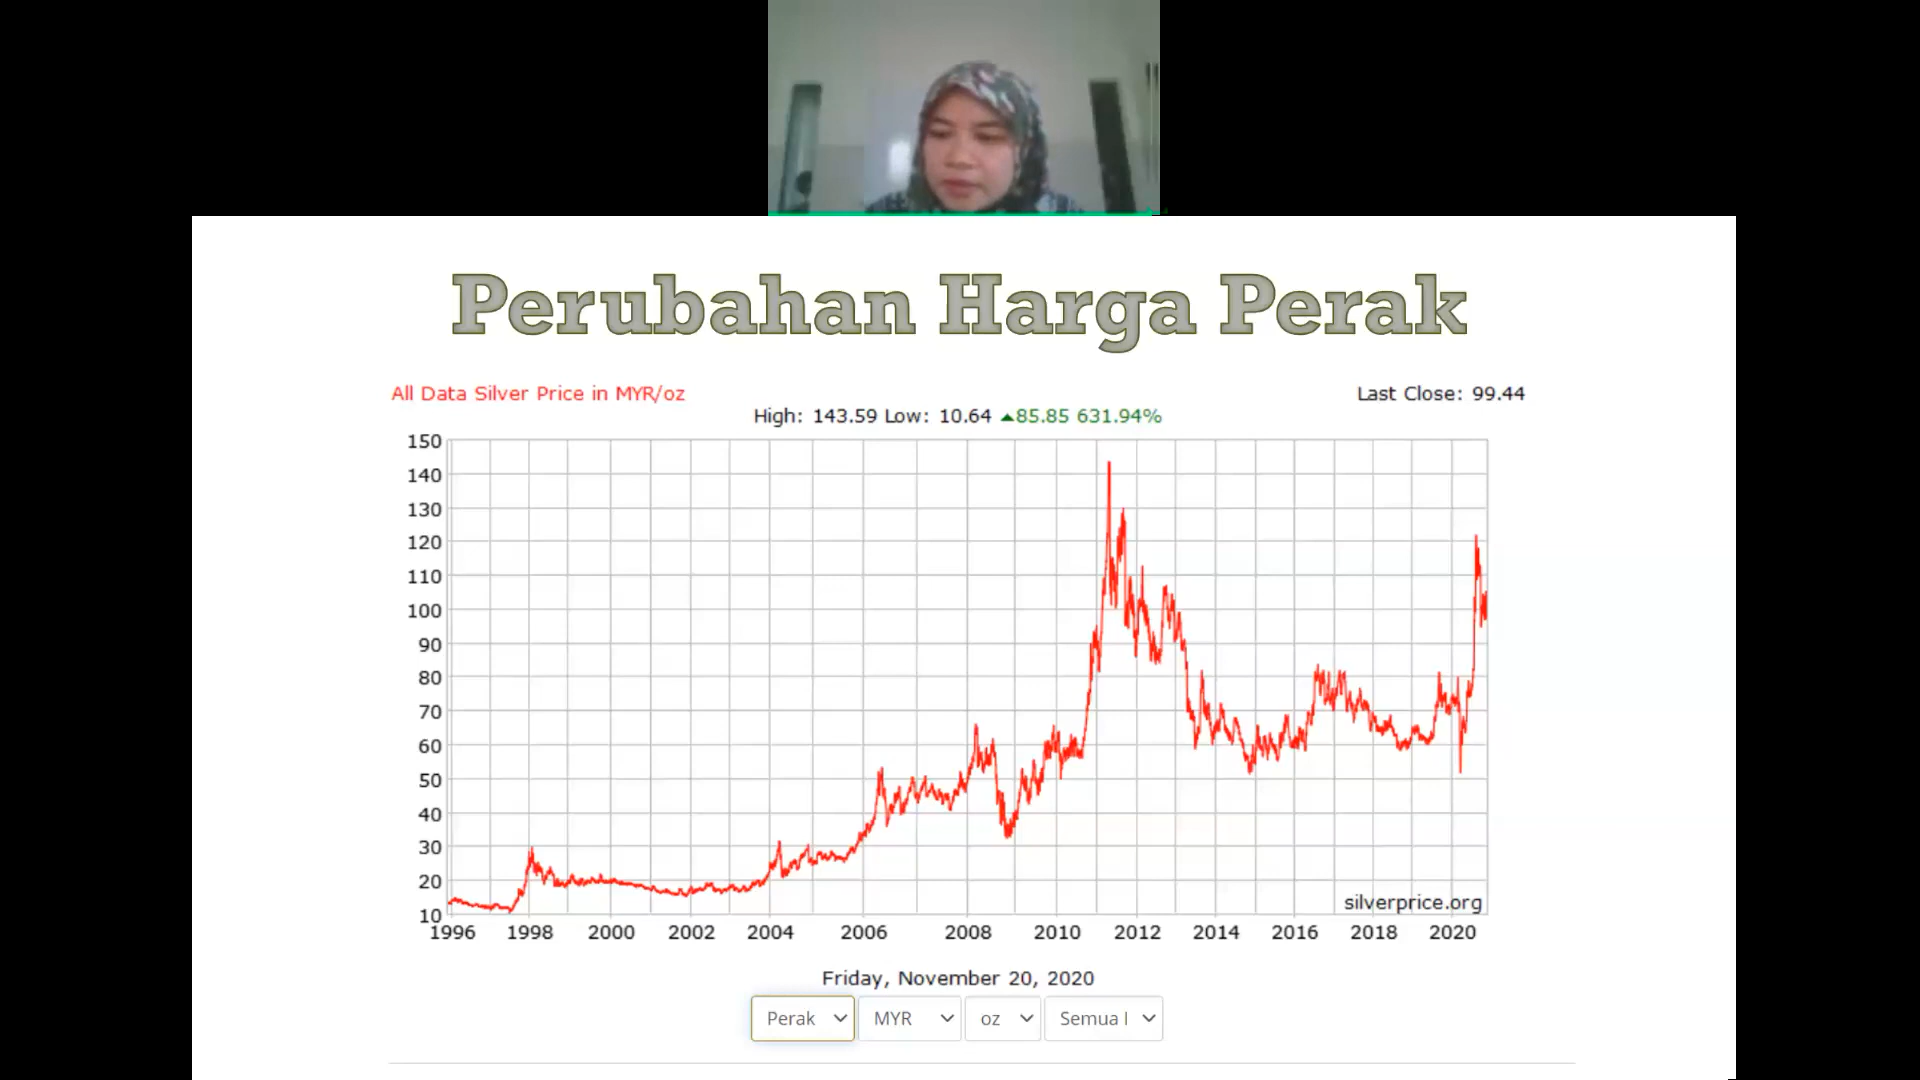 Perubahan Harga Perak
All Data Silver Price in MYR/oz
Last Close: 99.44
High: 143.59 Low: 10.64 ▲85.85 631.94%
150
140
130
120
110
100
90
80
70
60
50
40
30
20
10
silverprice.org
1996 1998 2000 2002 2004 2006 2008 2010 2012 2014 2016 2018 2020
Friday, November 20, 2020
Perak MYR oz Semua